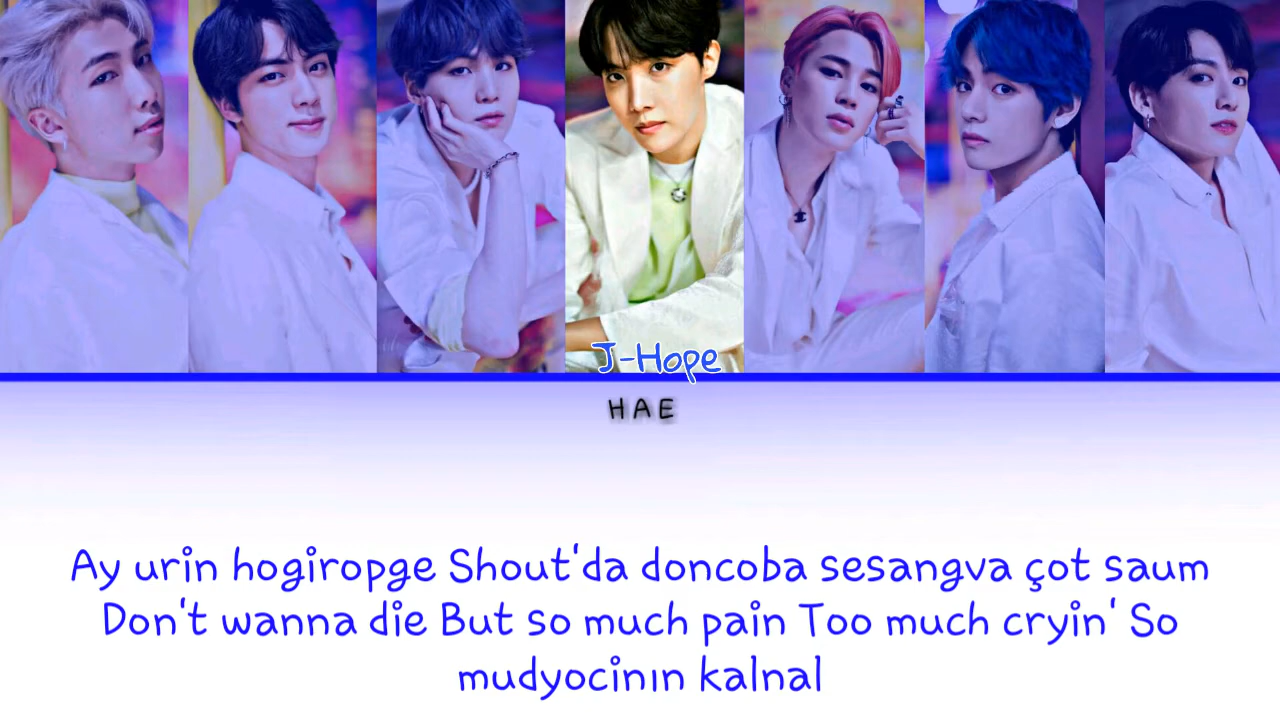 J-Hope
HAE
Ay urin hogiropge Shout'da doncoba sesangva çot saum
Don't wanna die But so much pain Too much cryin' So
mudyocinın kalnal